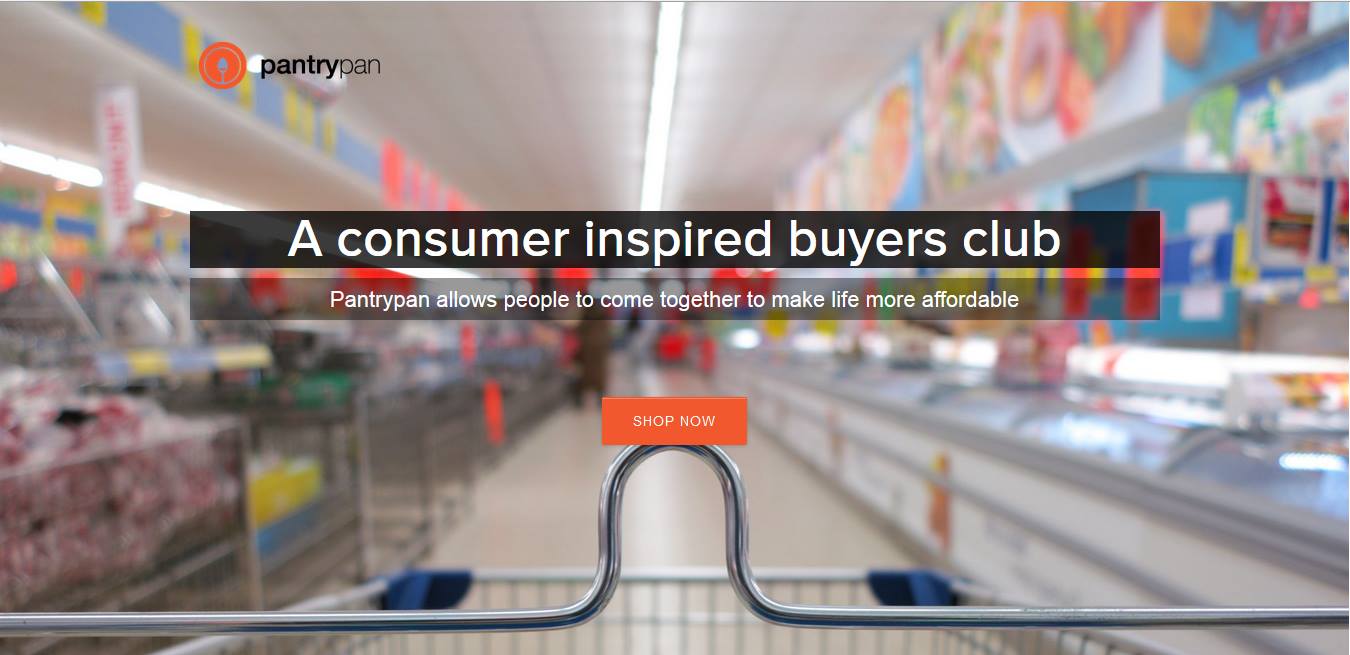 pantrypan
A consumer inspired buyers club
Pantrypan allows people to come together to make life more affordable
SHOP NOW